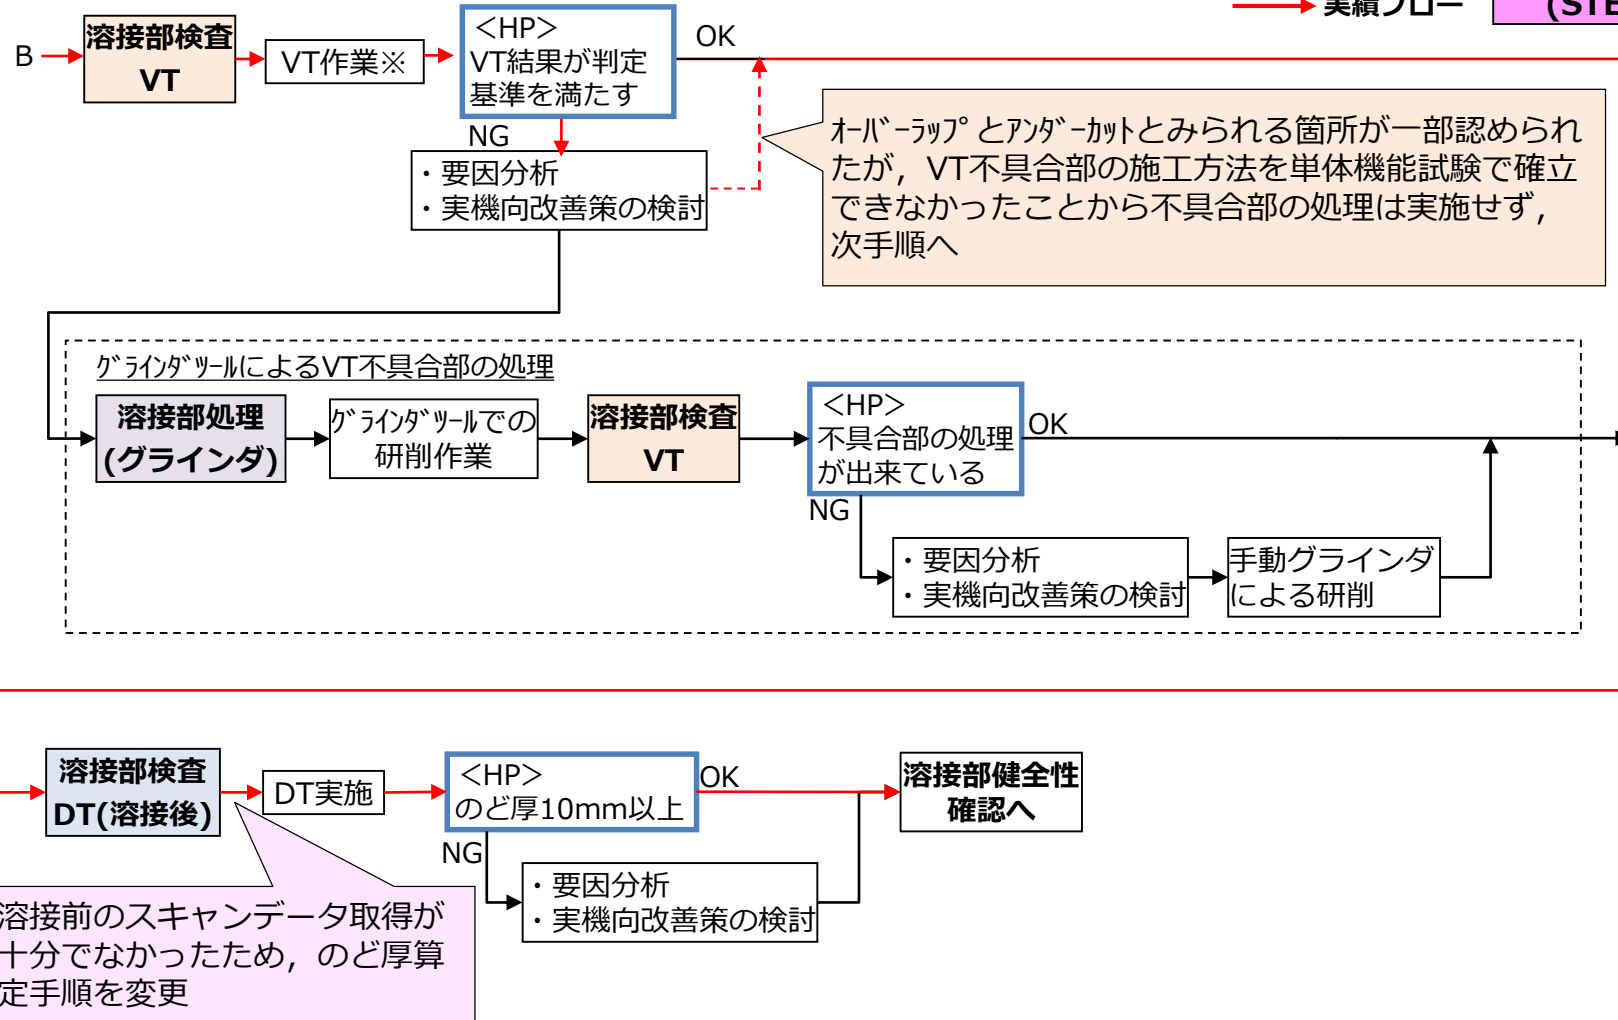 実績フロー
(STE
B
溶接部検査
VT
VT作業※
＜HP＞
VT結果が判定
基準を満たす
OK
NG
・要因分析
・実機向改善策の検討
ｵｰﾊﾞｰﾗｯﾌﾟとｱﾝﾀﾞｰｶｯﾄとみられる箇所が一部認められ
たが，VT不具合部の施工方法を単体機能試験で確立
できなかったことから不具合部の処理は実施せず，
次手順へ
ｸﾞﾗｲﾝﾀﾞﾂｰﾙによるVT不具合部の処理
溶接部処理
(グラインダ)
ｸﾞﾗｲﾝﾀﾞﾂｰﾙでの
研削作業
溶接部検査
VT
＜HP＞
不具合部の処理
が出来ている
OK
NG
・要因分析
・実機向改善策の検討
手動グラインダ
による研削
溶接部検査
DT(溶接後)
DT実施
＜HP＞
のど厚10mm以上
OK
NG
・要因分析
・実機向改善策の検討
溶接部健全性
確認へ
溶接前のスキャンデータ取得が
十分でなかったため，のど厚算
定手順を変更